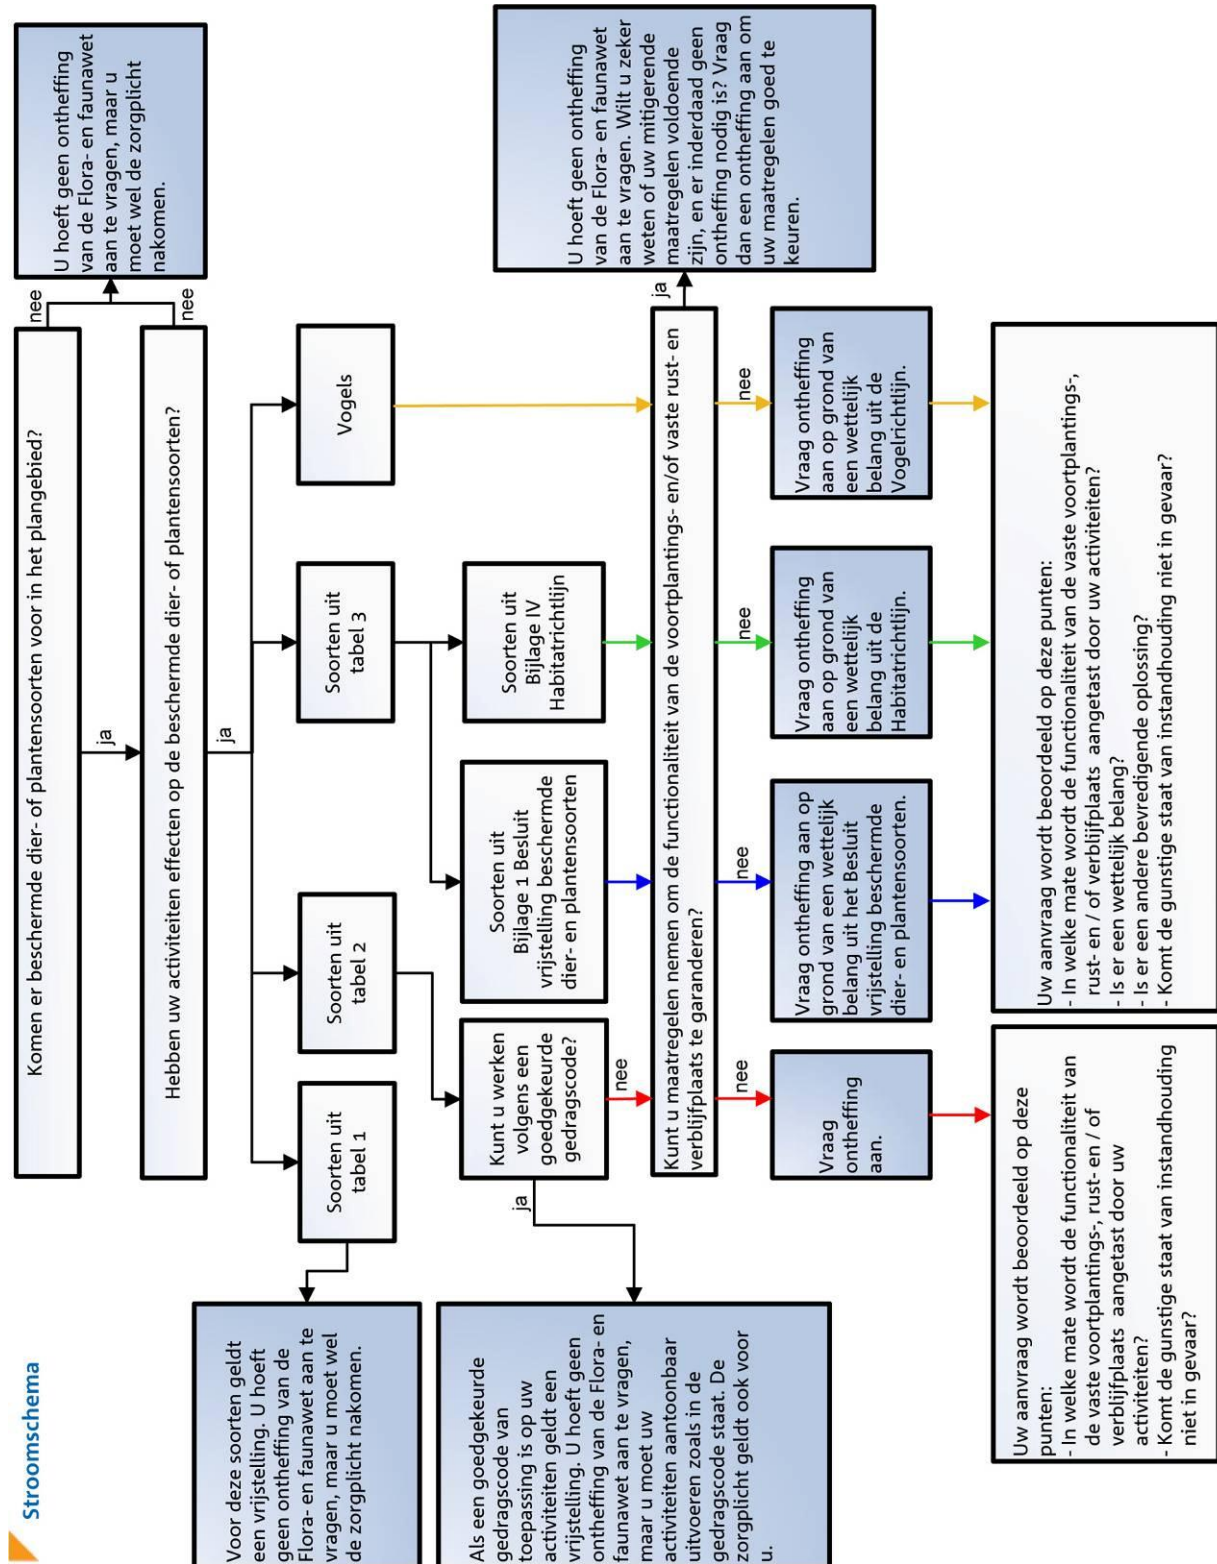 Stroomschema
Komen er beschermde dier- of plantensoorten voor in het plangebied?
nee
U hoeft geen ontheffing
van de Flora- en faunawet
aan te vragen, maar u
moet wel de zorgplicht
nakomen.
ja
Hebben uw activiteiten effecten op de beschermde dier- of plantensoorten?
nee
ja
Soorten uit
tabel 1
Soorten uit
tabel 2
Soorten uit
tabel 3
Vogels
Voor deze soorten geldt
een vrijstelling. U hoeft
geen ontheffing van de
Flora- en faunawet aan te
vragen, maar u moet wel
de zorgplicht nakomen.
Kunt u werken
volgens een
goedgekeurde
gedragscode?
Soorten uit
Bijlage 1 Besluit
vrijstelling beschermde
dier- en plantensoorten
Soorten uit
Bijlage IV
Habitatrichtlijn
ja
Als een goedgekeurde
gedragscode van
toepassing is op uw
activiteiten geldt een
vrijstelling. U hoeft geen
ontheffing van de Flora- en
faunawet aan te vragen,
maar u moet uw
activiteiten aantoonbaar
uitvoeren zoals in de
gedragscode staat. De
zorgplicht geldt ook voor
u.
nee
Kunt u maatregelen nemen om de functionaliteit van de voortplantings- en/of vaste rust- en
verblijfplaats te garanderen?
ja
U hoeft geen ontheffing
van de Flora- en faunawet
aan te vragen. Wilt u zeker
weten of uw mitigerende
maatregelen voldoende
zijn, en er inderdaad geen
ontheffing nodig is? Vraag
dan een ontheffing aan om
uw maatregelen goed te
keuren.
nee
nee
nee
nee
Vraag
ontheffing
aan.
Vraag ontheffing aan op
grond van een wettelijk
belang uit het Besluit
vrijstelling beschermde
dier- en plantensoorten.
Vraag ontheffing
aan op grond van
een wettelijk
belang uit de
Habitatrichtlijn.
Vraag ontheffing
aan op grond van
een wettelijk
belang uit de
Vogelrichtlijn.
Uw aanvraag wordt beoordeeld op deze
punten:
- In welke mate wordt de functionaliteit van
de vaste voortplantings-, rust- en / of
verblijfplaats aangetast door uw
activiteiten?
- Komt de gunstige staat van instandhouding
niet in gevaar?
Uw aanvraag wordt beoordeeld op deze punten:
- In welke mate wordt de functionaliteit van de vaste voortplantings-,
rust- en / of verblijfplaats aangetast door uw activiteiten?
- Is er een wettelijk belang?
- Is er een andere bevredigende oplossing?
- Komt de gunstige staat van instandhouding niet in gevaar?